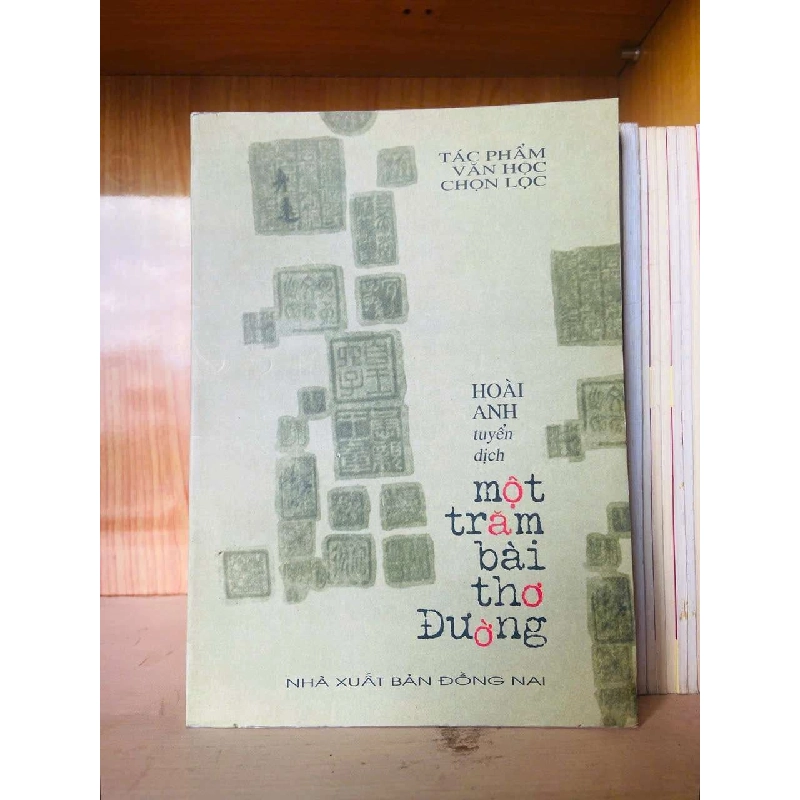 TÁC PHẨM
VĂN HỌC
CHỌN LỌC
HOÀI
ANH
tuyển
dịch
một
trăm
bài
thơ
Đường
NHÀ XUẤT BẢN ĐỒNG NAI